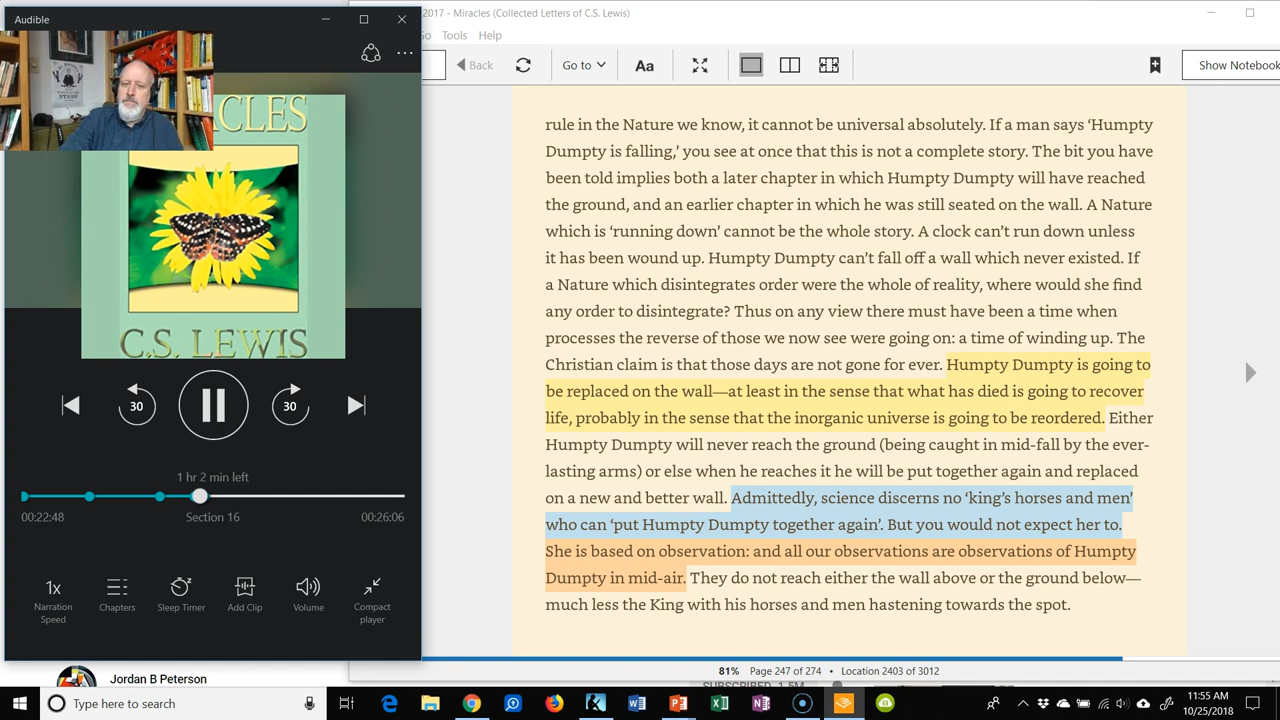 Audible
2017 - Miracles (Collected Letters of C.S. Lewis)
Go Tools Help
Back
Go to
Aa
Show Notebook
CLES
C.S. LEWIS
30
30
1 hr 2 min left
00:22:48
Section 16
00:26:06
1x
Narration
Speed
Chapters
Sleep Timer
Add Clip
Volume
Compact
player
rule in the Nature we know, it cannot be universal absolutely. If a man says ‘Humpty
Dumpty is falling,’ you see at once that this is not a complete story. The bit you have
been told implies both a later chapter in which Humpty Dumpty will have reached
the ground, and an earlier chapter in which he was still seated on the wall. A Nature
which is ‘running down’ cannot be the whole story. A clock can’t run down unless
it has been wound up. Humpty Dumpty can’t fall off a wall which never existed. If
a Nature which disintegrates order were the whole of reality, where would she find
any order to disintegrate? Thus on any view there must have been a time when
processes the reverse of those we now see were going on: a time of winding up. The
Christian claim is that those days are not gone for ever. Humpty Dumpty is going to
be replaced on the wall—at least in the sense that what has died is going to recover
life, probably in the sense that the inorganic universe is going to be reordered. Either
Humpty Dumpty will never reach the ground (being caught in mid-fall by the ever-
lasting arms) or else when he reaches it he will be put together again and replaced
on a new and better wall. Admittedly, science discerns no ‘king’s horses and men’
who can ‘put Humpty Dumpty together again’. But you would not expect her to.
She is based on observation: and all our observations are observations of Humpty
Dumpty in mid-air. They do not reach either the wall above or the ground below—
much less the King with his horses and men hastening towards the spot.
81% Page 247 of 274 • Location 2403 of 3012
Jordan B Peterson
Type here to search
11:55 AM
10/25/2018